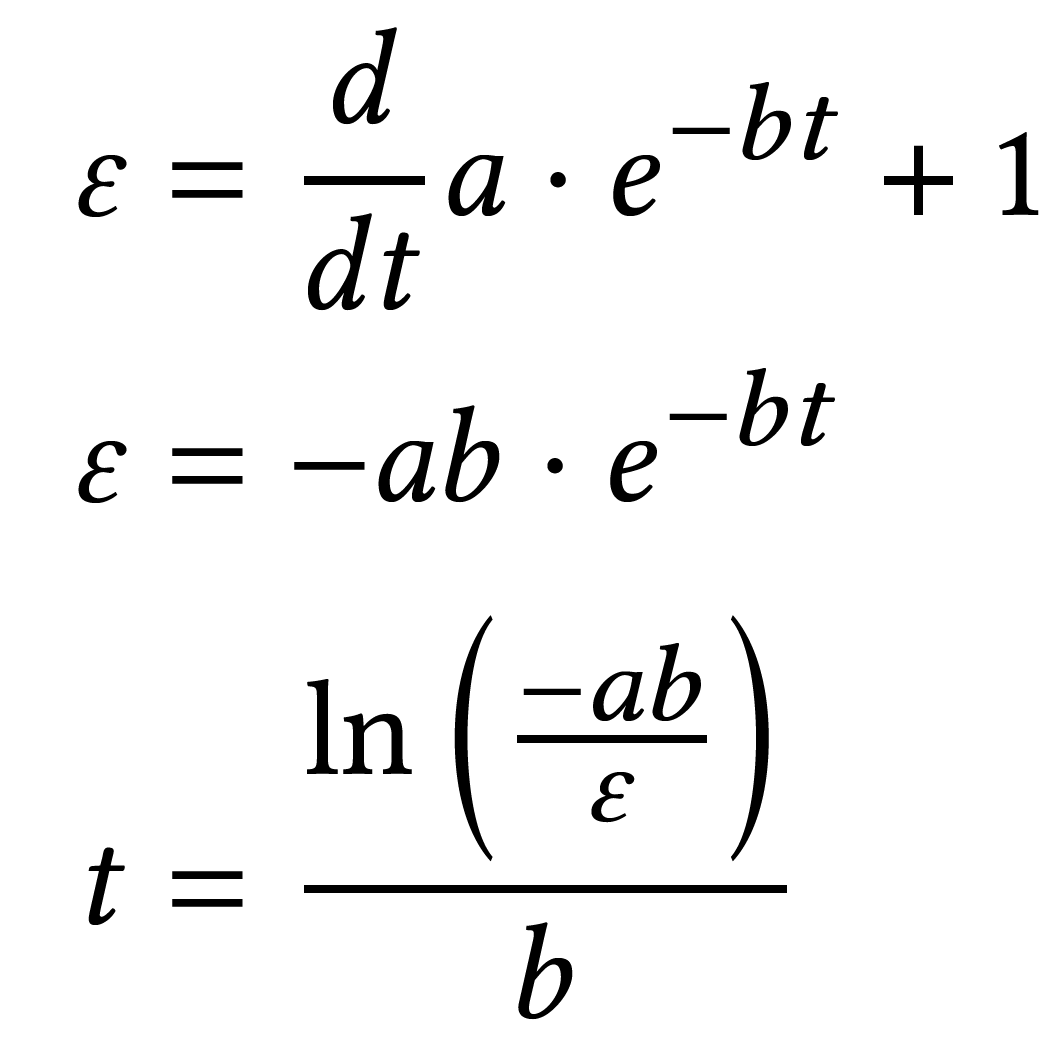 ε = d/dt a · e^{-bt} + 1
ε = −ab · e^{-bt}
t = ln(−ab/ε)/b